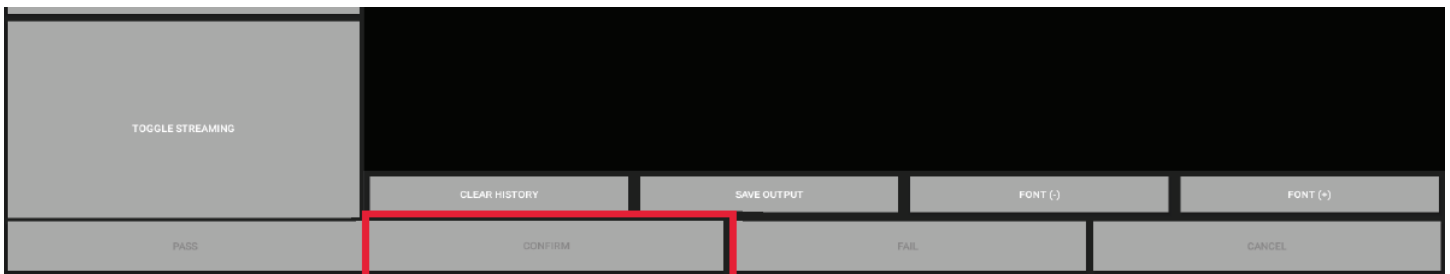 TOGGLE STREAMING
CLEAR HISTORY
SAVE OUTPUT
FONT (-)
FONT (+)
PASS
CONFIRM
FAIL
CANCEL